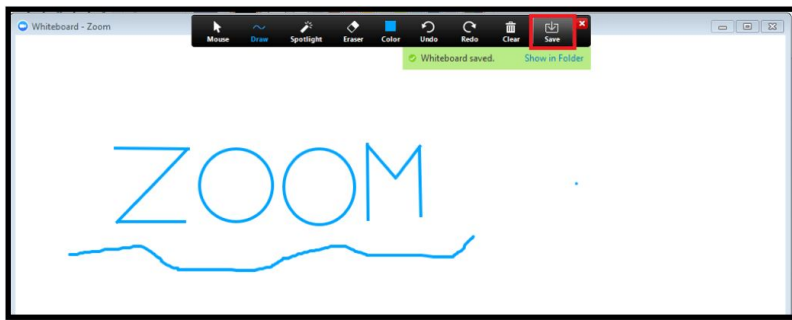 Whiteboard - Zoom
Mouse Draw Spotlight Eraser Color Undo Redo Clear Save
Whiteboard saved. Show in Folder
ZOOM